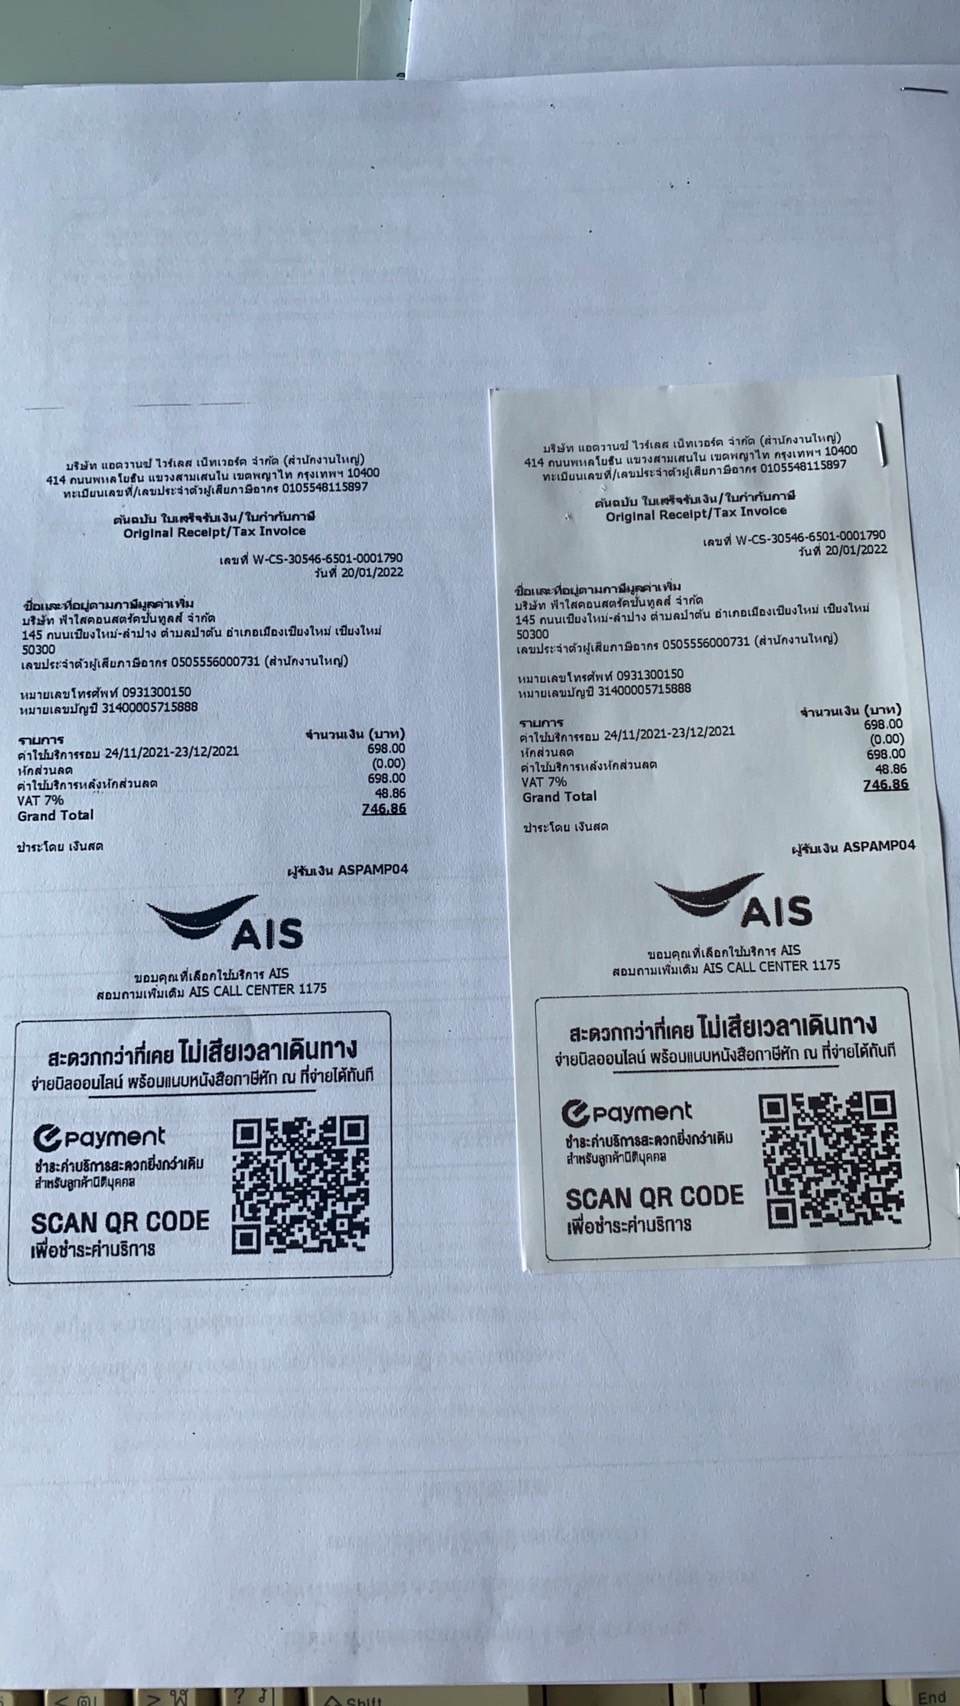 บริษัท แอดวานซ์ ไวร์เลส เน็ทเวอร์ค จำกัด (สำนักงานใหญ่)
414 ถนนพหลโยธิน แขวงสามเสนใน เขตพญาไท กรุงเทพฯ 10400
ทะเบียนเลขที่/เลขประจำตัวผู้เสียภาษีอากร 0105548115897
ต้นฉบับ ใบเสร็จรับเงิน/ใบกำกับภาษี
Original Receipt/Tax Invoice
เลขที่ W-CS-30546-6501-0001790
วันที่ 20/01/2022
ชื่อและที่อยู่ตามภาษีมูลค่าเพิ่ม
บริษัท ฟ้าใสคอนสตรัคชั่นทูลส์ จำกัด
145 ถนนเชียงใหม่-ลำปาง ตำบลป่าตัน อำเภอเมืองเชียงใหม่ เชียงใหม่
50300
เลขประจำตัวผู้เสียภาษีอากร 0505556000731 (สำนักงานใหญ่)
หมายเลขโทรศัพท์ 0931300150
หมายเลขบัญชี 31400005715888
รายการ จำนวนเงิน (บาท)
ค่าใช้บริการรอบ 24/11/2021-23/12/2021 698.00
หักส่วนลด (0.00)
ค่าใช้บริการหลังหักส่วนลด 698.00
VAT 7% 48.86
Grand Total 746.86
ชำระโดย เงินสด
ผู้รับเงิน ASPAMP04
AIS
ขอบคุณที่เลือกใช้บริการ AIS
สอบถามเพิ่มเติม AIS CALL CENTER 1175
สะดวกกว่าที่เคย ไม่เสียเวลาเดินทาง
จ่ายบิลออนไลน์ พร้อมแนบหนังสือภาษีหัก ณ ที่จ่ายได้ทันที
ePayment
ชำระค่าบริการสะดวกยิ่งกว่าเดิม
สำหรับลูกค้านิติบุคคล
SCAN QR CODE
เพื่อชำระค่าบริการ
บริษัท แอดวานซ์ ไวร์เลส เน็ทเวอร์ค จำกัด (สำนักงานใหญ่)
414 ถนนพหลโยธิน แขวงสามเสนใน เขตพญาไท กรุงเทพฯ 10400
ทะเบียนเลขที่/เลขประจำตัวผู้เสียภาษีอากร 0105548115897
ต้นฉบับ ใบเสร็จรับเงิน/ใบกำกับภาษี
Original Receipt/Tax Invoice
เลขที่ W-CS-30546-6501-0001790
วันที่ 20/01/2022
ชื่อและที่อยู่ตามภาษีมูลค่าเพิ่ม
บริษัท ฟ้าใสคอนสตรัคชั่นทูลส์ จำกัด
145 ถนนเชียงใหม่-ลำปาง ตำบลป่าตัน อำเภอเมืองเชียงใหม่ เชียงใหม่
50300
เลขประจำตัวผู้เสียภาษีอากร 0505556000731 (สำนักงานใหญ่)
หมายเลขโทรศัพท์ 0931300150
หมายเลขบัญชี 31400005715888
รายการ จำนวนเงิน (บาท)
ค่าใช้บริการรอบ 24/11/2021-23/12/2021 698.00
หักส่วนลด (0.00)
ค่าใช้บริการหลังหักส่วนลด 698.00
VAT 7% 48.86
Grand Total 746.86
ชำระโดย เงินสด
ผู้รับเงิน ASPAMP04
AIS
ขอบคุณที่เลือกใช้บริการ AIS
สอบถามเพิ่มเติม AIS CALL CENTER 1175
สะดวกกว่าที่เคย ไม่เสียเวลาเดินทาง
จ่ายบิลออนไลน์ พร้อมแนบหนังสือภาษีหัก ณ ที่จ่ายได้ทันที
ePayment
ชำระค่าบริการสะดวกยิ่งกว่าเดิม
สำหรับลูกค้านิติบุคคล
SCAN QR CODE
เพื่อชำระค่าบริการ
Shift
End